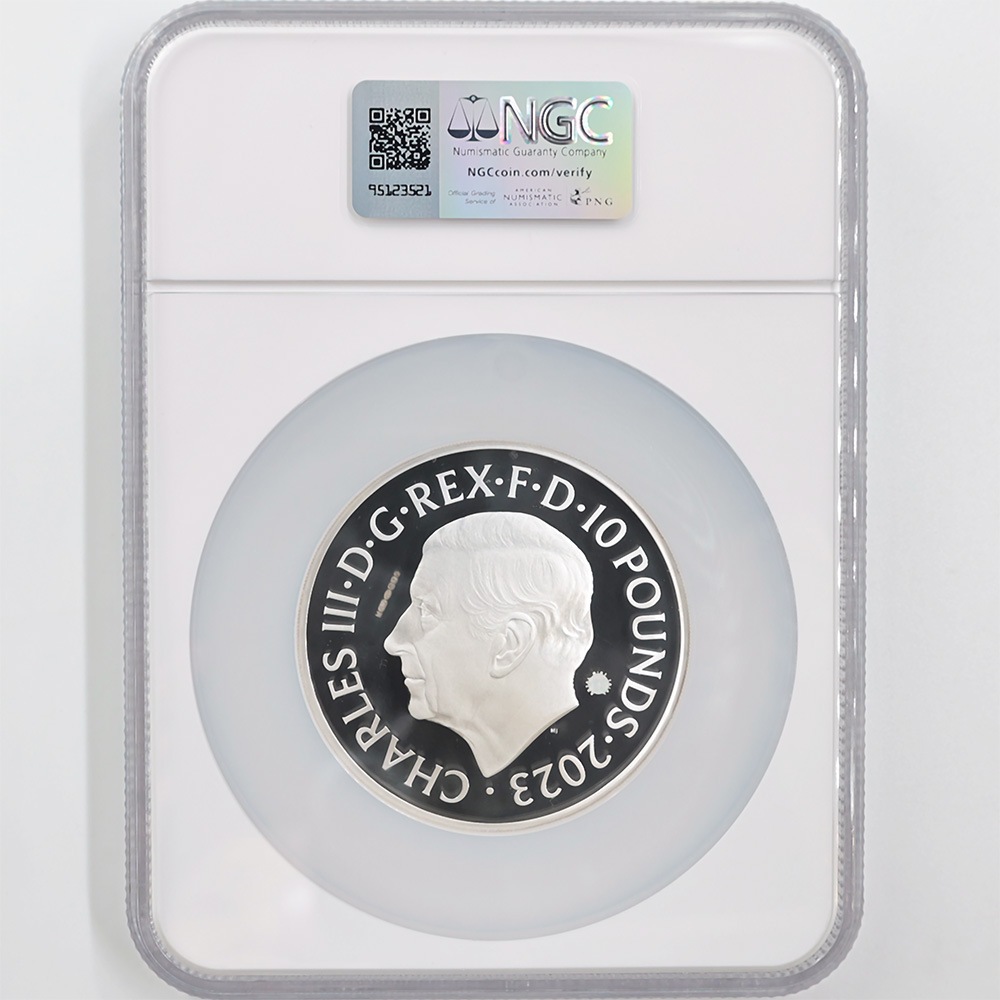 NGC
Numismatic Guaranty Company
NGCcoin.com/verify
95123521
Official Grading
Service of
AMERICAN
NUMISMATIC
ASSOCIATION
PNG
CHARLES III·D·G·REX·F·D·10 POUNDS·2023·